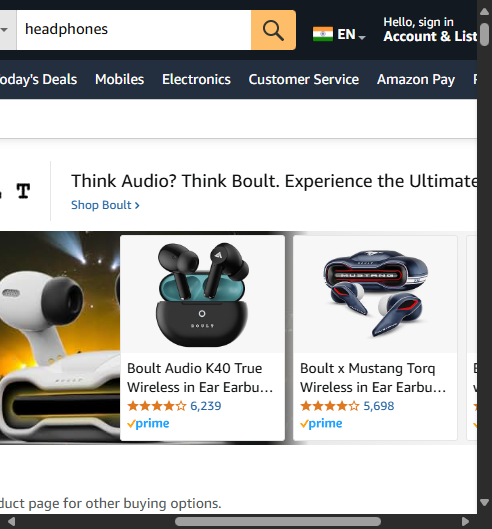 headphones
EN
Hello, sign in
Account & List
oday's Deals Mobiles Electronics Customer Service Amazon Pay
T
Think Audio? Think Boult. Experience the Ultimate
Shop Boult ›
BOULT
MUSTANG
Boult Audio K40 True
Wireless in Ear Earbu...
6,239
prime
Boult x Mustang Torq
Wireless in Ear Earbu...
5,698
prime
duct page for other buying options.